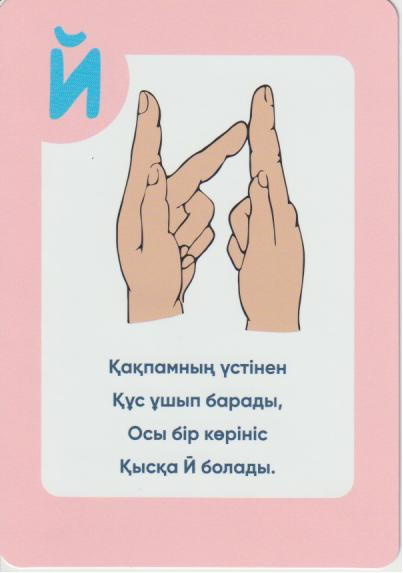 Й
Қақпамның үстінен
Құс ұшып барады,
Осы бір көрініс
Қысқа Й болады.